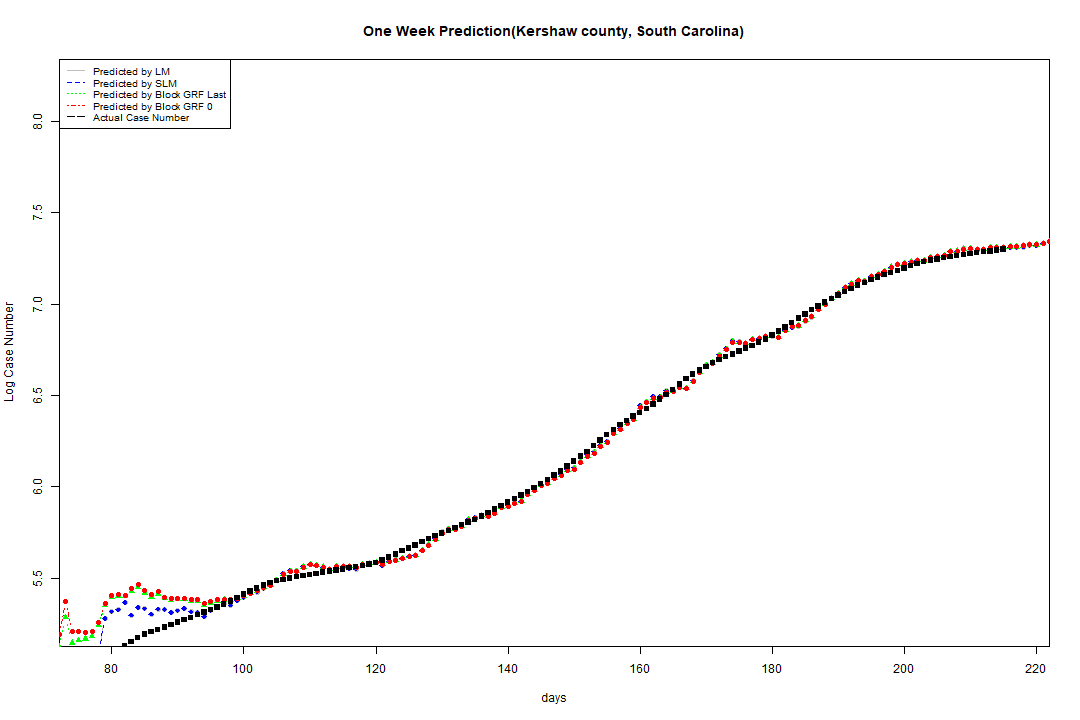 One Week Prediction(Kershaw county, South Carolina)
Predicted by LM
Predicted by SLM
Predicted by Block GRF Last
Predicted by Block GRF 0
Actual Case Number
Log Case Number
8.0
7.5
7.0
6.5
6.0
5.5
80 100 120 140 160 180 200 220
days